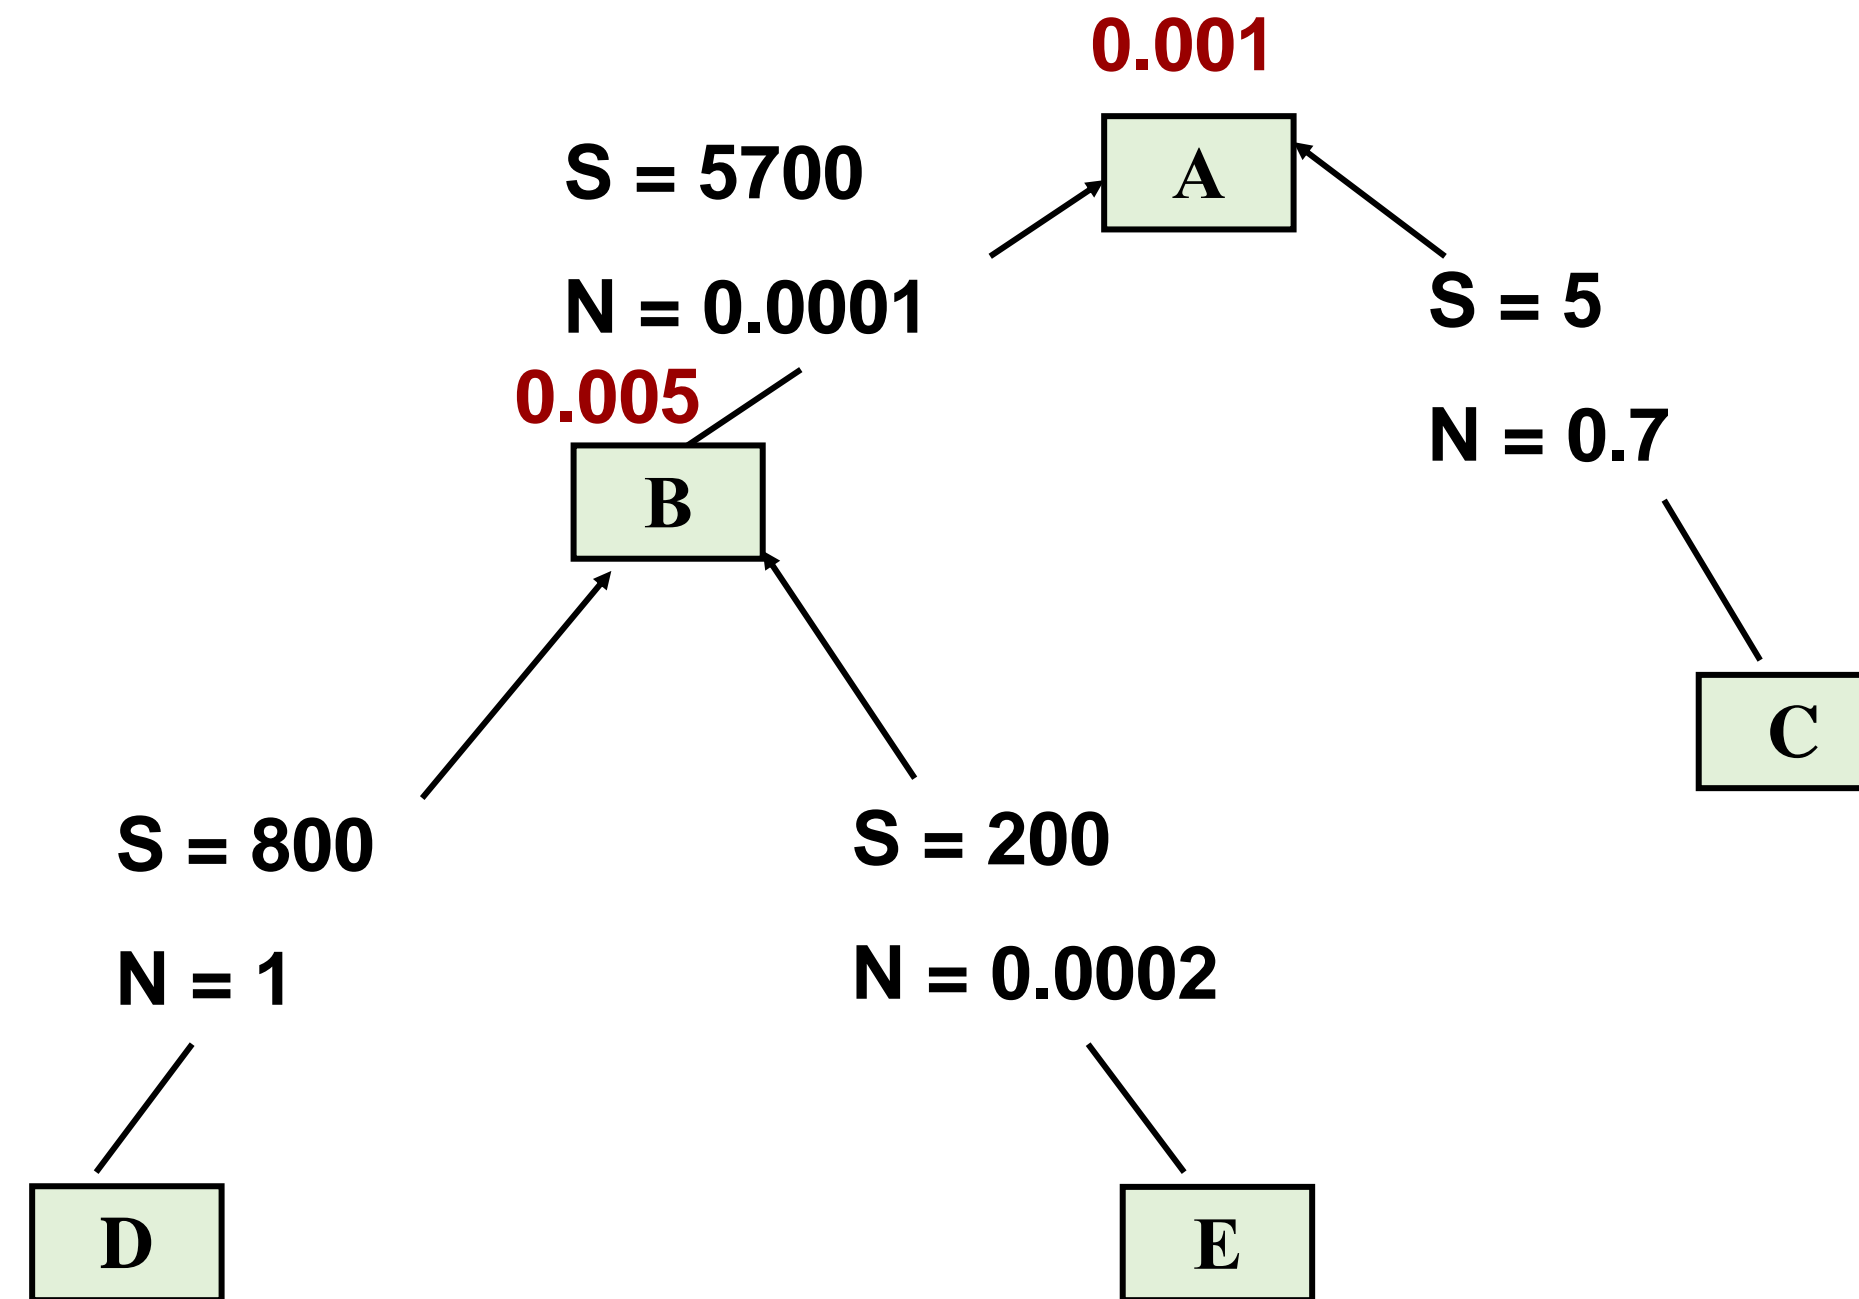 0.001
A
S = 5700
N = 0.0001
S = 5
N = 0.7
0.005
B
C
S = 800
N = 1
S = 200
N = 0.0002
D
E